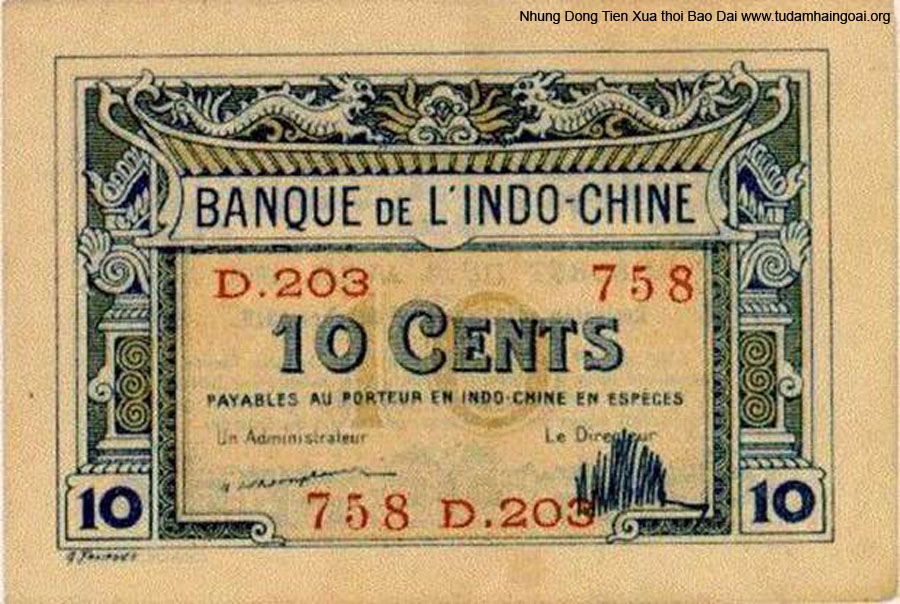 Nhung Dong Tien Xua thoi Bao Dai www.tudamhaingoai.org
BANQUE DE L'INDO-CHINE
D.203 758
10 CENTS
PAYABLES AU PORTEUR EN INDO-CHINE EN ESPÈCES
Un Administrateur Le Directeur
758 D.203
10 10